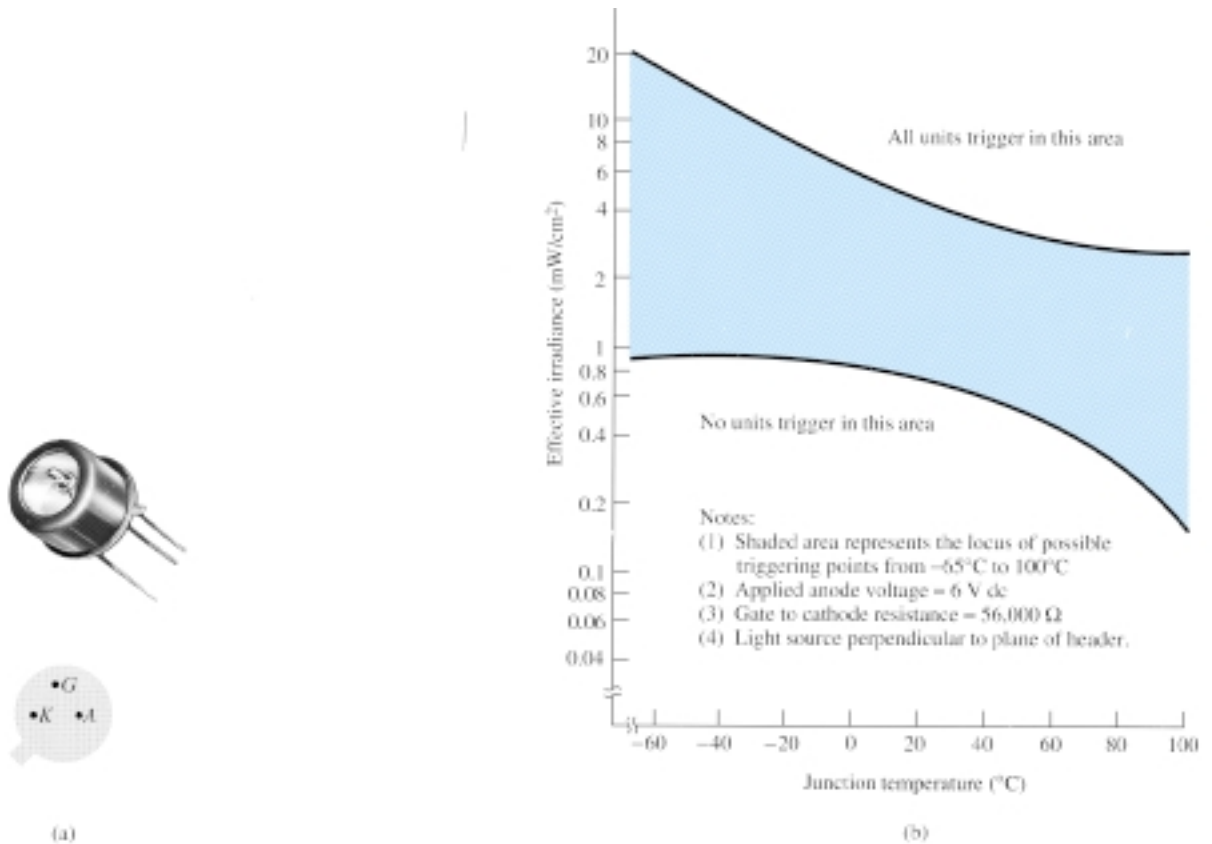 20
10
8
6
4
2
1
0.8
0.6
0.4
0.2
0.1
0.08
0.06
0.04
Effective irradiance (mW/cm²)
All units trigger in this area
No units trigger in this area
Notes:
(1) Shaded area represents the locus of possible
triggering points from –65°C to 100°C
(2) Applied anode voltage = 6 V dc
(3) Gate to cathode resistance = 56,000 Ω
(4) Light source perpendicular to plane of header.
–60 –40 –20 0 20 40 60 80 100
Junction temperature (°C)
G
K A
(a)
(b)